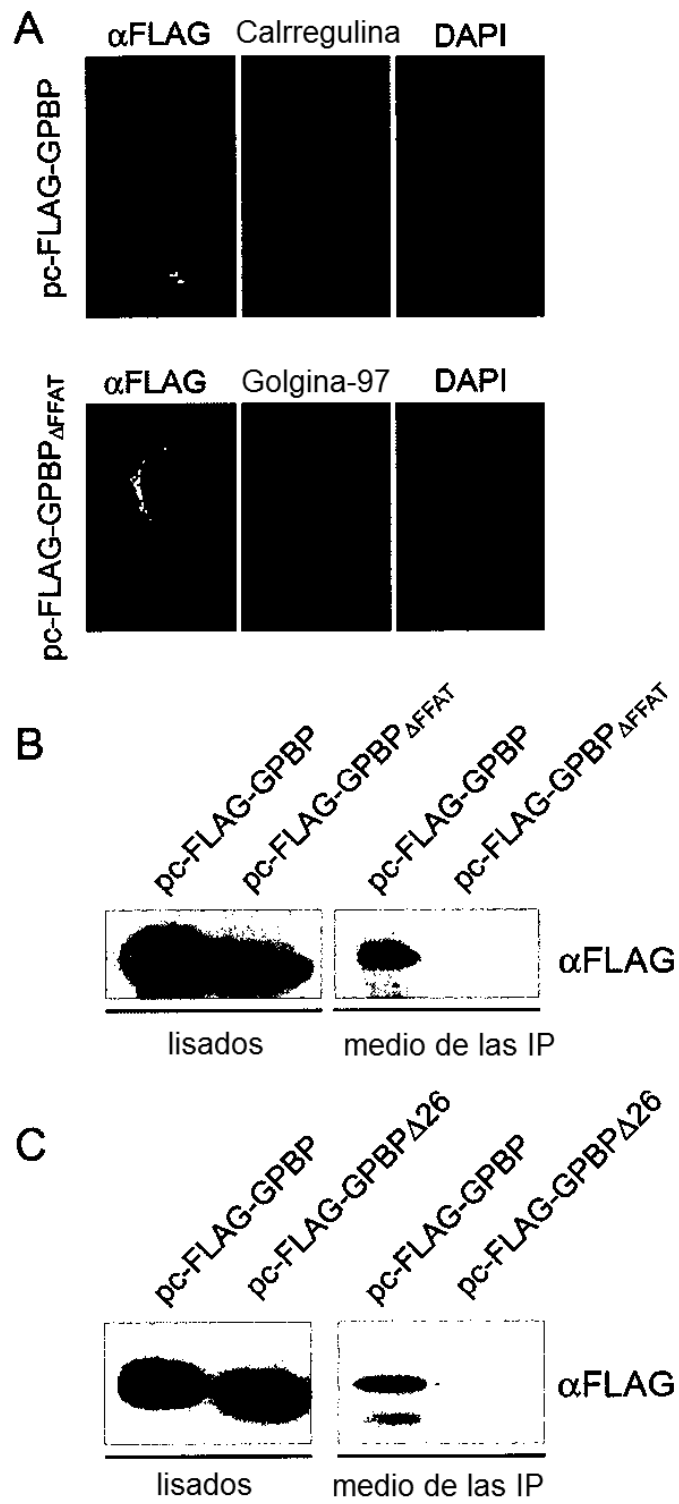 A
αFLAG Calrregulina DAPI
pc-FLAG-GPBP
αFLAG Golgina-97 DAPI
pc-FLAG-GPBPΔFFAT
B
pc-FLAG-GPBP
pc-FLAG-GPBPΔFFAT
pc-FLAG-GPBP
pc-FLAG-GPBPΔFFAT
αFLAG
lisados medio de las IP
C
pc-FLAG-GPBP
pc-FLAG-GPBPΔ26
pc-FLAG-GPBP
pc-FLAG-GPBPΔ26
αFLAG
lisados medio de las IP